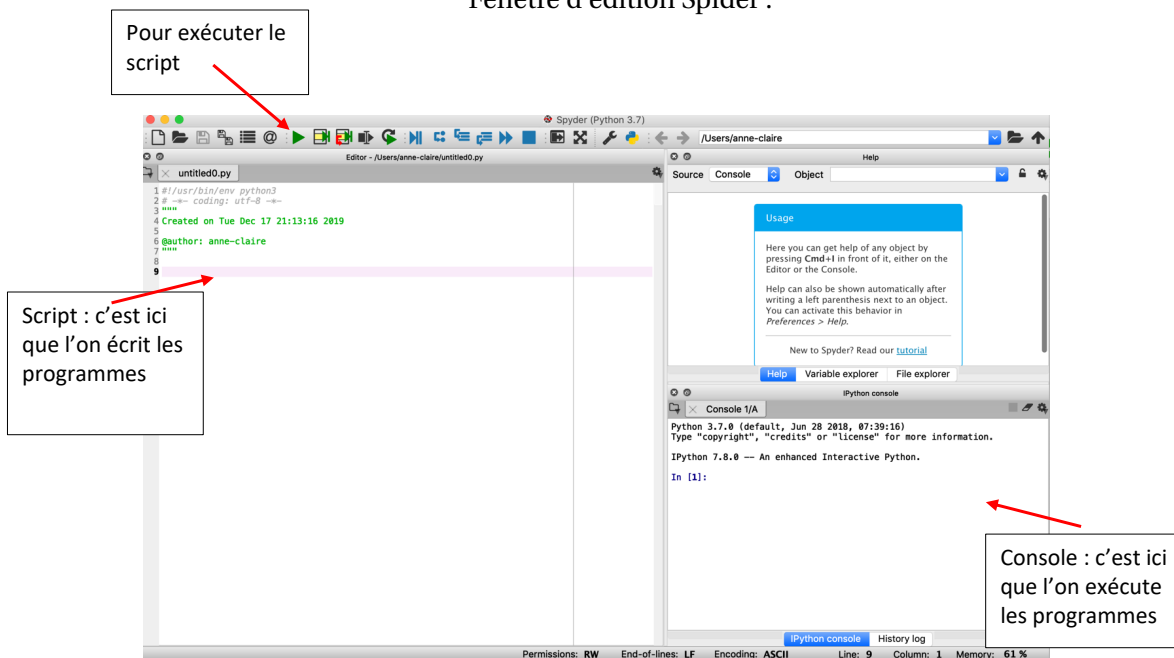 Fenêtre d'édition Spider :
Pour exécuter le
script
Spyder (Python 3.7)
/Users/anne-claire
Editor - /Users/anne-claire/untitled0.py
Help
untitled0.py
Source Console Object
1 #!/usr/bin/env python3
2 # -*- coding: utf-8 -*-
3 """
4 Created on Tue Dec 17 21:13:16 2019
5
6 @author: anne-claire
7 """
8
9
Usage
Here you can get help of any object by
pressing Cmd+I in front of it, either on the
Editor or the Console.
Help can also be shown automatically after
writing a left parenthesis next to an object.
You can activate this behavior in
Preferences > Help.
New to Spyder? Read our tutorial
Help Variable explorer File explorer
Script : c'est ici
que l'on écrit les
programmes
IPython console
Console 1/A
Python 3.7.0 (default, Jun 28 2018, 07:39:16)
Type "copyright", "credits" or "license" for more information.
IPython 7.8.0 -- An enhanced Interactive Python.
In [1]:
Console : c'est ici
que l'on exécute
les programmes
IPython console History log
Permissions: RW End-of-lines: LF Encoding: ASCII Line: 9 Column: 1 Memory: 61 %